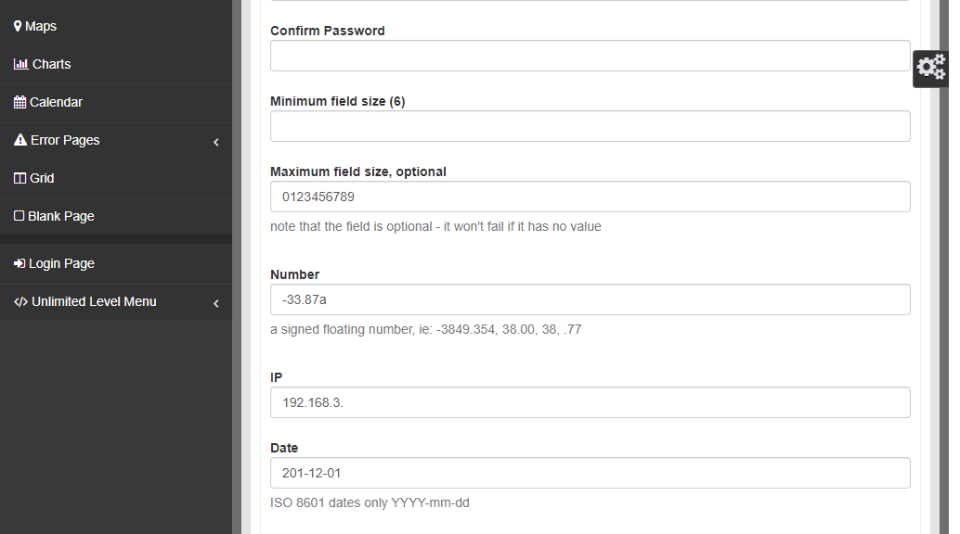 Maps
Charts
Calendar
Error Pages
Grid
Blank Page
Login Page
Unlimited Level Menu
Confirm Password
Minimum field size (6)
Maximum field size, optional
0123456789
note that the field is optional - it won't fail if it has no value
Number
-33.87a
a signed floating number, ie: -3849.354, 38.00, 38, .77
IP
192.168.3.
Date
201-12-01
ISO 8601 dates only YYYY-mm-dd